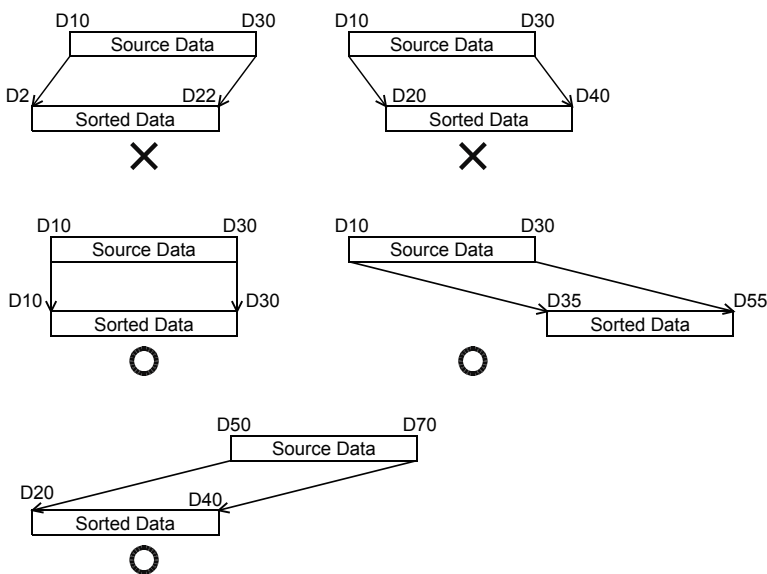 D10 D30 D10 D30
Source Data Source Data
D2 D22 D20 D40
Sorted Data Sorted Data
D10 D30 D10 D30
Source Data Source Data
D10 D30 D35 D55
Sorted Data Sorted Data
D50 D70
Source Data
D20 D40
Sorted Data